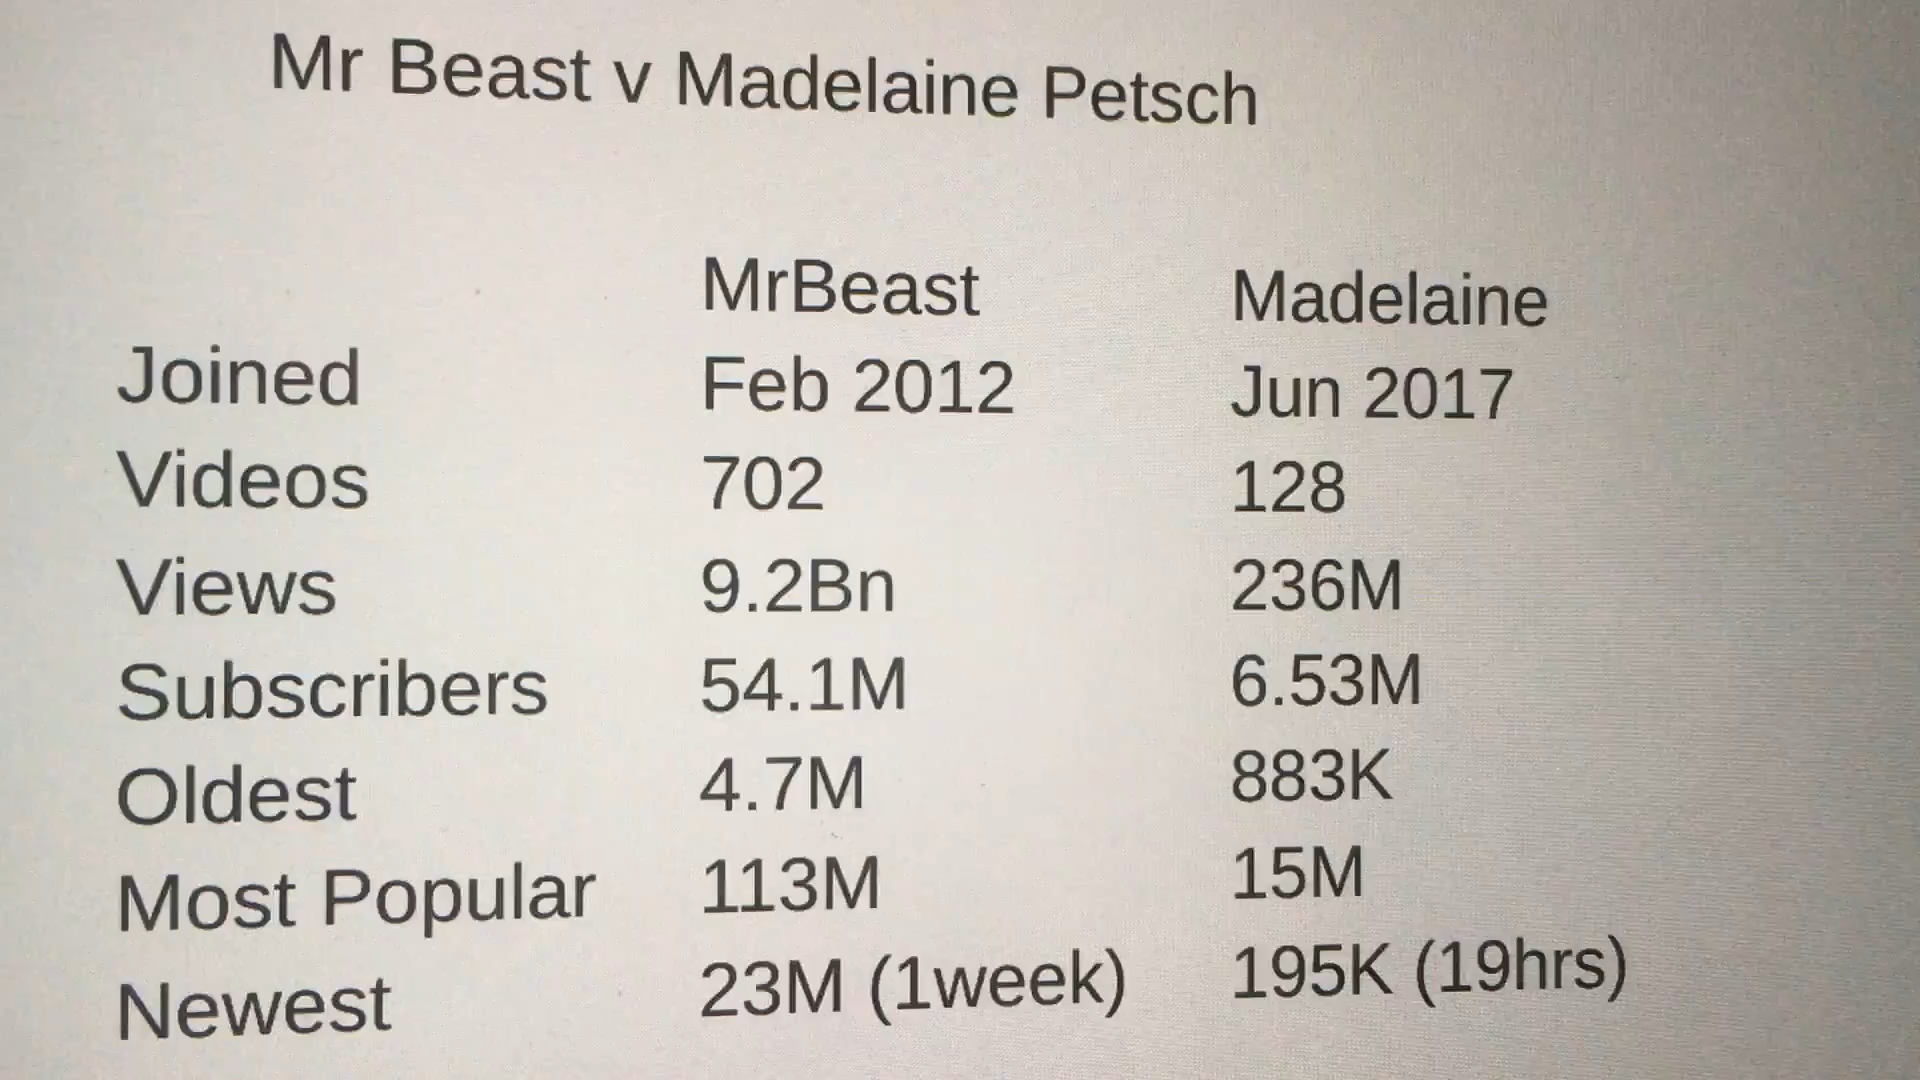 Mr Beast v Madelaine Petsch
MrBeast Madelaine
Joined Feb 2012 Jun 2017
Videos 702 128
Views 9.2Bn 236M
Subscribers 54.1M 6.53M
Oldest 4.7M 883K
Most Popular 113M 15M
Newest 23M (1week) 195K (19hrs)